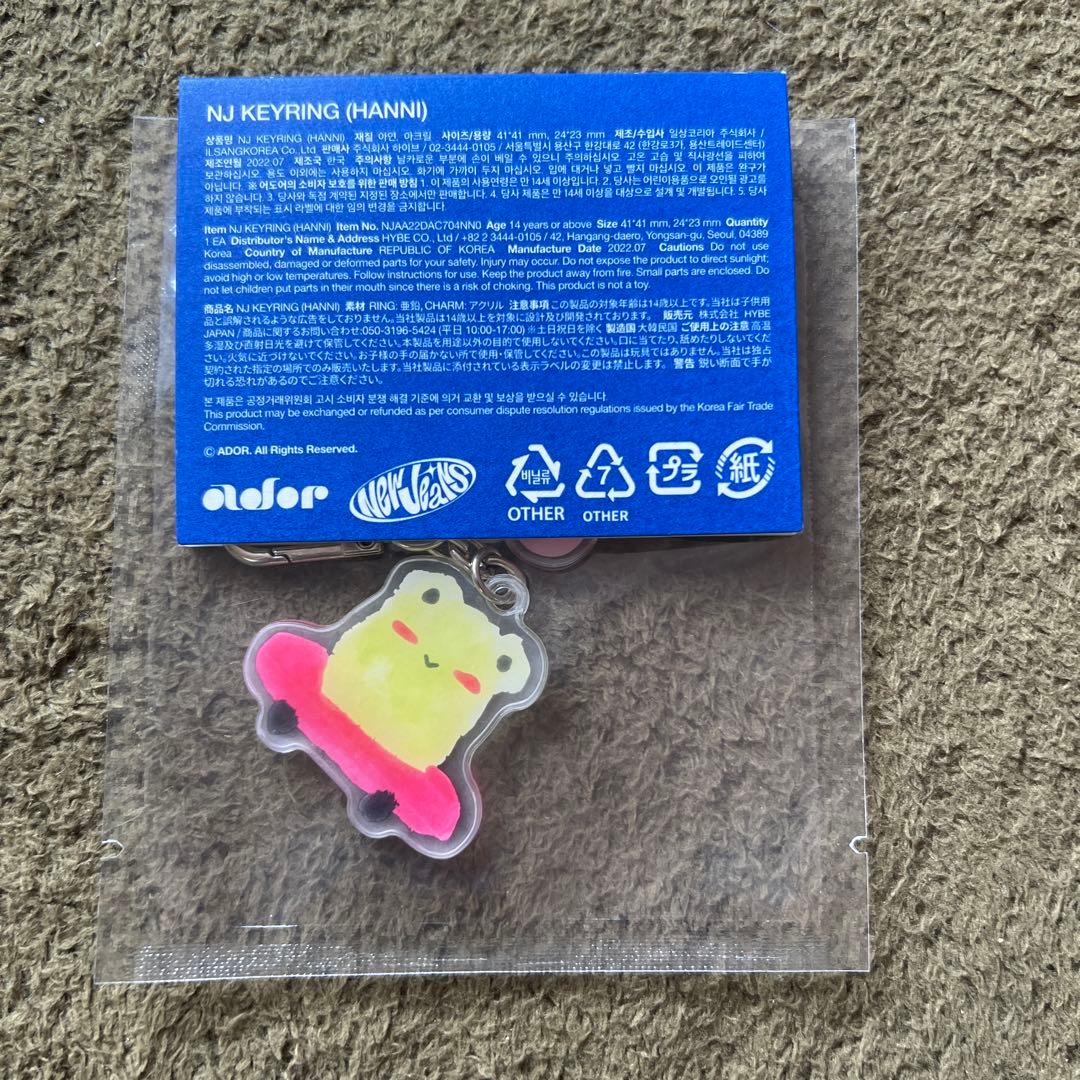 NJ KEYRING (HANNI)
상품명 NJ KEYRING (HANNI) 재질 아연, 아크릴 사이즈/용량 41*41 mm, 24*23 mm 제조/수입사 일상코리아 주식회사 /
ILSANGKOREA Co., Ltd. 판매사 주식회사 하이브 / 02-3444-0105 / 서울특별시 용산구 한강대로 42 (한강로3가, 용산트레이드센터)
제조연월 2022.07 제조국 한국 주의사항 날카로운 부분에 손이 베일 수 있으니 주의하십시오. 고온 고습 및 직사광선을 피하여
보관하십시오. 용도 이외에는 사용하지 마십시오. 화기에 가까이 두지 마십시오. 입에 대거나 넣고 빨지 마십시오. 이 제품은 완구가
아닙니다. ※ 어도어의 소비자 보호를 위한 판매 방침 1. 이 제품의 사용연령은 만 14세 이상입니다. 2. 당사는 어린이용품으로 오인될 광고를
하지 않습니다. 3. 당사와 독점 계약된 지정된 장소에서만 판매합니다. 4. 당사 제품은 만 14세 이상을 대상으로 설계 및 개발됩니다. 5. 당사
제품에 부착되는 표시 라벨에 대한 임의 변경을 금지합니다.
Item NJ KEYRING (HANNI) Item No. NJAA22DAC704NN0 Age 14 years or above Size 41*41 mm, 24*23 mm Quantity
1 EA Distributor's Name & Address HYBE CO., Ltd / +82 2 3444-0105 / 42, Hangang-daero, Yongsan-gu, Seoul, 04389
Korea Country of Manufacture REPUBLIC OF KOREA Manufacture Date 2022.07 Cautions Do not use
disassembled, damaged or deformed parts for your safety. Injury may occur. Do not expose the product to direct sunlight;
avoid high or low temperatures. Follow instructions for use. Keep the product away from fire. Small parts are enclosed. Do
not let children put parts in their mouth since there is a risk of choking. This product is not a toy.
商品名 NJ KEYRING (HANNI) 素材 RING: 亜鉛, CHARM: アクリル 注意事項 この製品の対象年齢は14歳以上です。当社は子供用
品と誤解されるような広告をしておりません。当社製品は14歳以上を対象に設計及び開発されております。 販売元 株式会社 HYBE
JAPAN / 商品に関するお問い合わせ:050-3196-5424 (平日 10:00-17:00) ※土日祝日を除く 製造国 大韓民国 ご使用上の注意 高温
多湿及び直射日光を避けて保管してください。本製品を用途以外の目的で使用しないでください。口に当てたり、舐めたりしないでくだ
さい。火気に近づけないでください。お子様の手の届かない所で使用・保管してください。この製品は玩具ではありません。当社は独占
契約された指定の場所でのみ販売いたします。当社製品に添付されている表示ラベルの変更は禁止します。 警告 鋭い断面で手が
切れる恐れがあるのでご注意ください。
본 제품은 공정거래위원회 고시 소비자 분쟁 해결 기준에 의거 교환 및 보상을 받으실 수 있습니다.
This product may be exchanged or refunded as per consumer dispute resolution regulations issued by the Korea Fair Trade
Commission.
© ADOR. All Rights Reserved.
ador
NewJeans
비닐류
OTHER
7
OTHER
プラ
紙